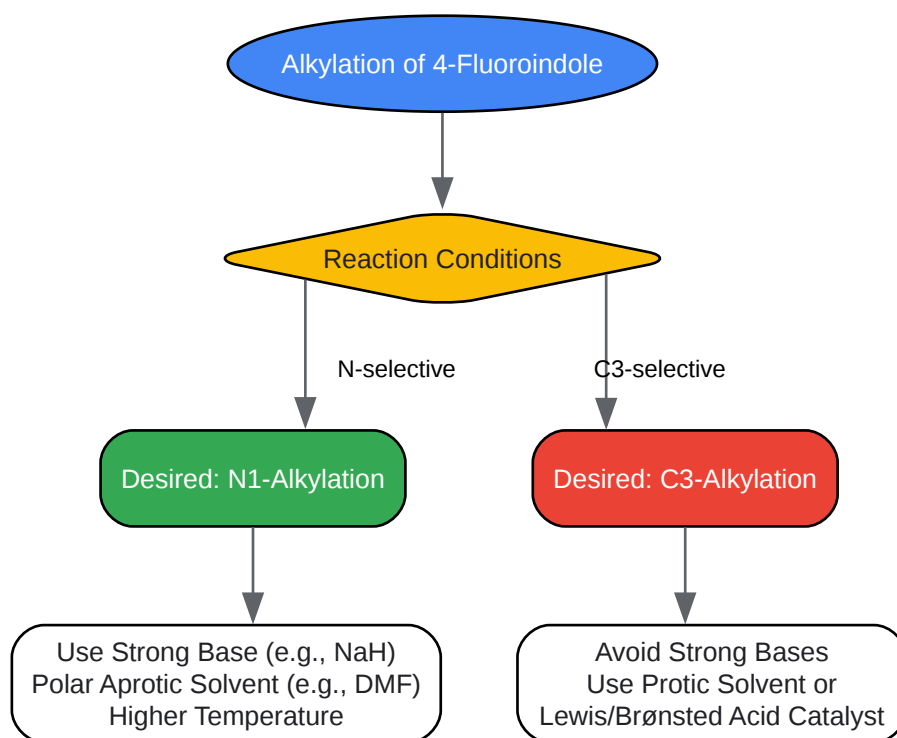 Alkylation of 4-Fluoroindole
Reaction Conditions
N-selective
C3-selective
Desired: N1-Alkylation
Desired: C3-Alkylation
Use Strong Base (e.g., NaH)
Polar Aprotic Solvent (e.g., DMF)
Higher Temperature
Avoid Strong Bases
Use Protic Solvent or
Lewis/Brønsted Acid Catalyst